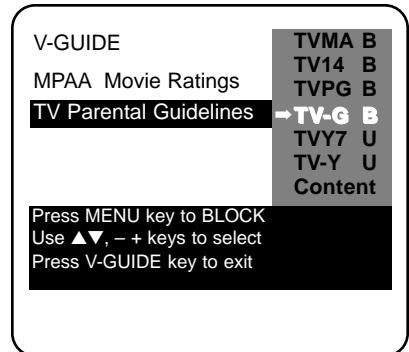 V-GUIDE
MPAA Movie Ratings
TV Parental Guidelines
TVMA B
TV14 B
TVPG B
➡TV-G B
TVY7 U
TV-Y U
Content
Press MENU key to BLOCK
Use ▲▼, – + keys to select
Press V-GUIDE key to exit